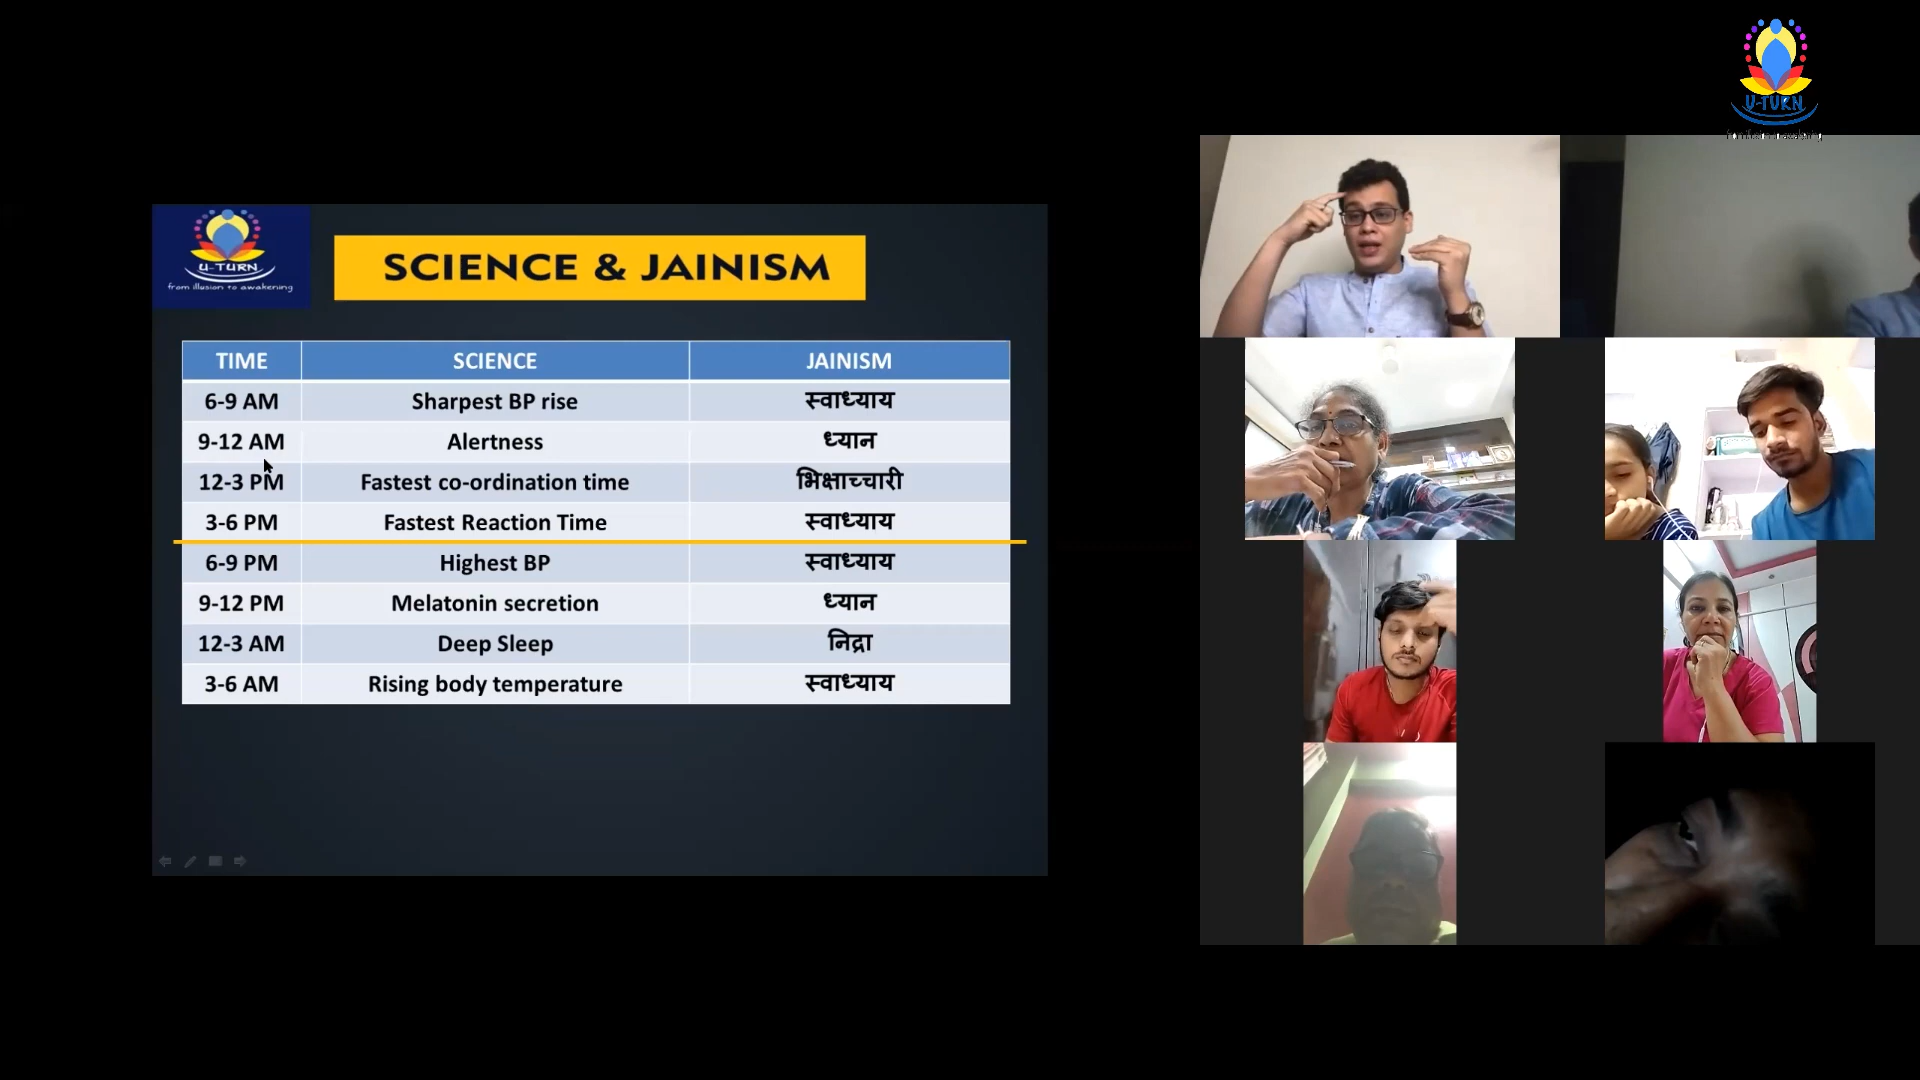 U-TURN
U-TURN
from illusion to awakening
SCIENCE & JAINISM
TIME SCIENCE JAINISM
6-9 AM Sharpest BP rise स्वाध्याय
9-12 AM Alertness ध्यान
12-3 PM Fastest co-ordination time भिक्षाच्चारी
3-6 PM Fastest Reaction Time स्वाध्याय
6-9 PM Highest BP स्वाध्याय
9-12 PM Melatonin secretion ध्यान
12-3 AM Deep Sleep निद्रा
3-6 AM Rising body temperature स्वाध्याय